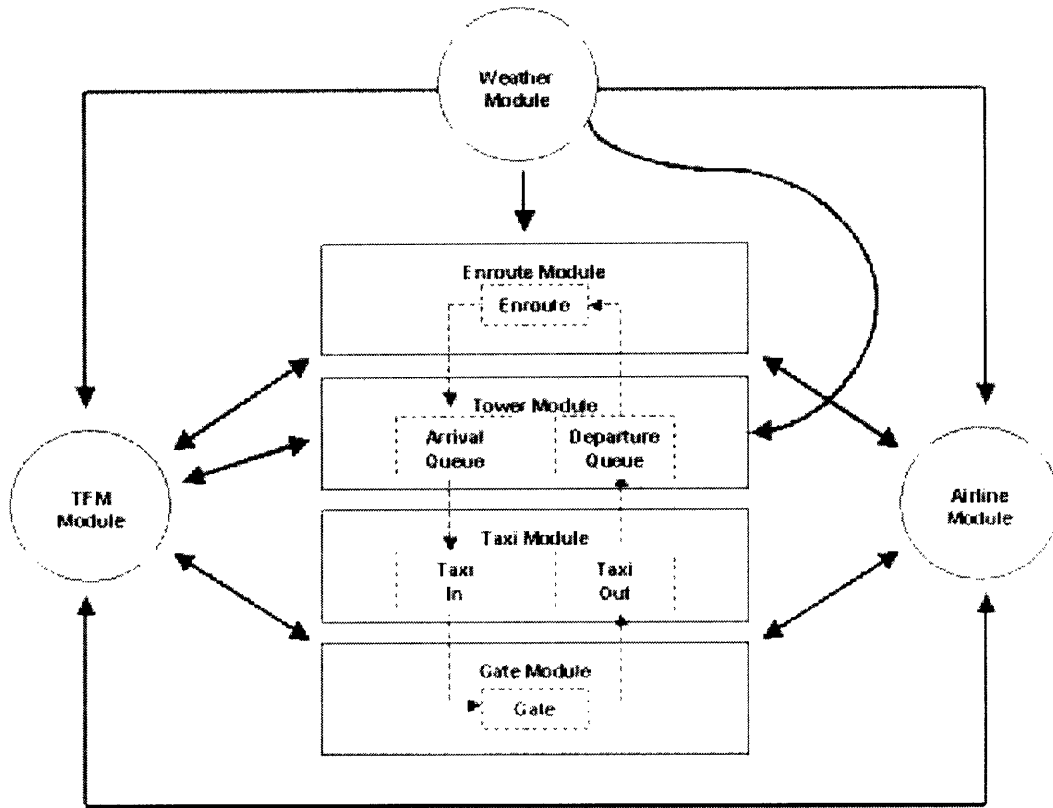 Weather
Module
Enroute Module
Enroute
Tower Module
Arrival
Queue
Departure
Queue
TFM
Module
Airline
Module
Taxi Module
Taxi
In
Taxi
Out
Gate Module
Gate